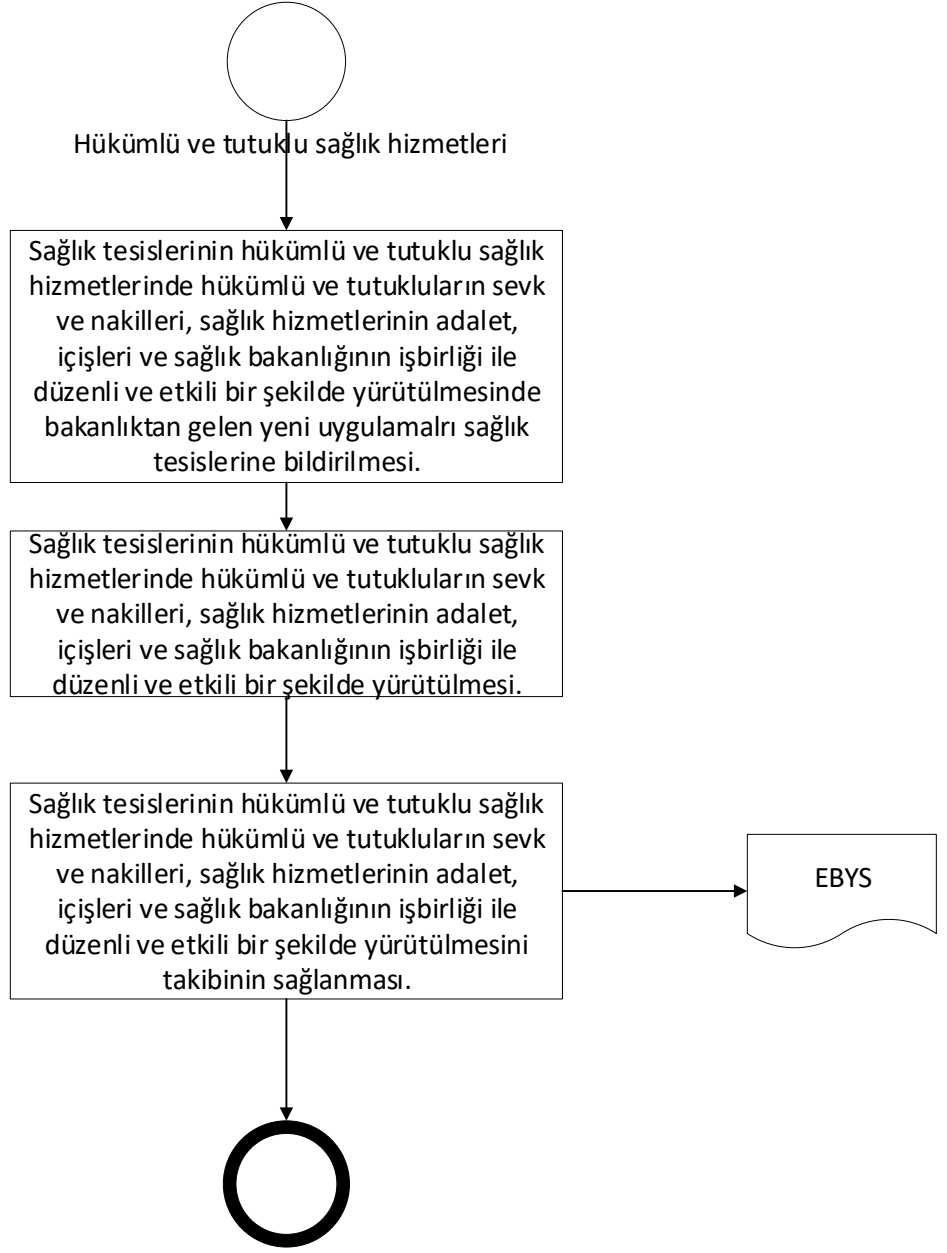 Hükümlü ve tutuklu sağlık hizmetleri
Sağlık tesislerinin hükümlü ve tutuklu sağlık
hizmetlerinde hükümlü ve tutukluların sevk
ve nakilleri, sağlık hizmetlerinin adalet,
içişleri ve sağlık bakanlığının işbirliği ile
düzenli ve etkili bir şekilde yürütülmesinde
bakanlıktan gelen yeni uygulamalrı sağlık
tesislerine bildirilmesi.
Sağlık tesislerinin hükümlü ve tutuklu sağlık
hizmetlerinde hükümlü ve tutukluların sevk
ve nakilleri, sağlık hizmetlerinin adalet,
içişleri ve sağlık bakanlığının işbirliği ile
düzenli ve etkili bir şekilde yürütülmesi.
Sağlık tesislerinin hükümlü ve tutuklu sağlık
hizmetlerinde hükümlü ve tutukluların sevk
ve nakilleri, sağlık hizmetlerinin adalet,
içişleri ve sağlık bakanlığının işbirliği ile
düzenli ve etkili bir şekilde yürütülmesini
takibinin sağlanması.
EBYS